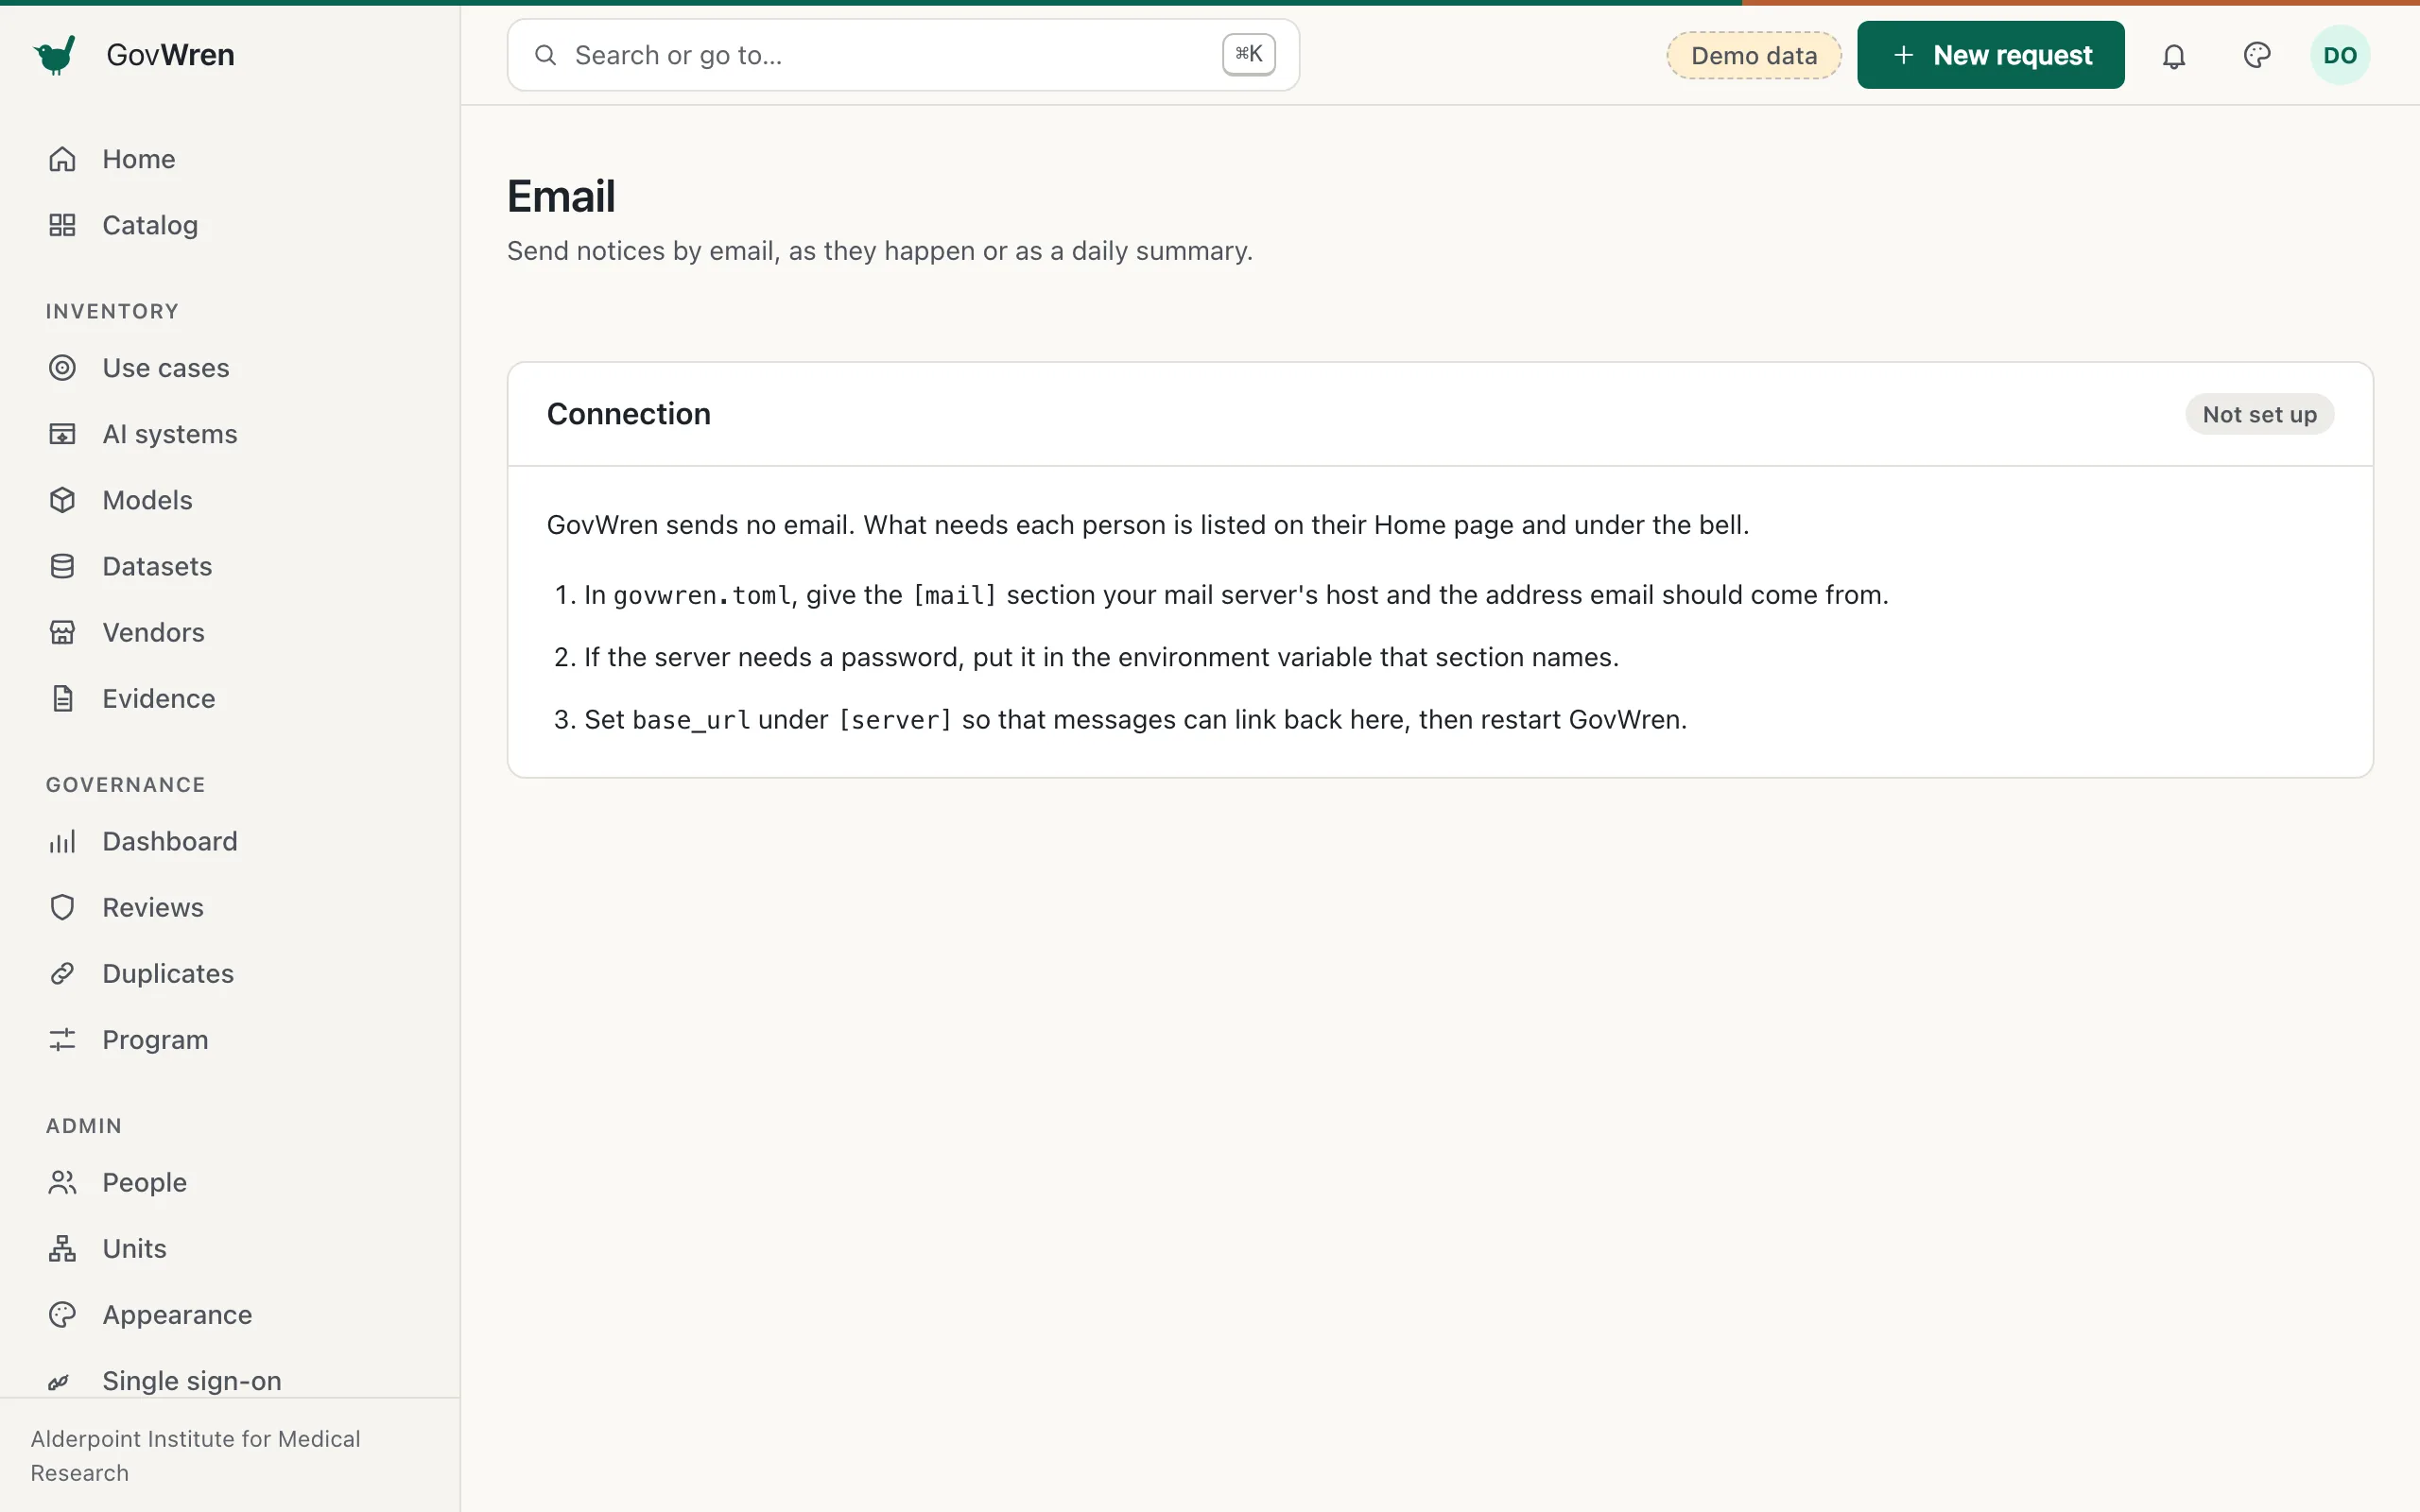 GovWren
Search or go to...
⌘K
Demo data
+ New request
DO
Home
Catalog
INVENTORY
Use cases
AI systems
Models
Datasets
Vendors
Evidence
GOVERNANCE
Dashboard
Reviews
Duplicates
Program
ADMIN
People
Units
Appearance
Single sign-on
Alderpoint Institute for Medical
Research
Email
Send notices by email, as they happen or as a daily summary.
Connection
Not set up
GovWren sends no email. What needs each person is listed on their Home page and under the bell.
1. In govwren.toml, give the [mail] section your mail server's host and the address email should come from.
2. If the server needs a password, put it in the environment variable that section names.
3. Set base_url under [server] so that messages can link back here, then restart GovWren.